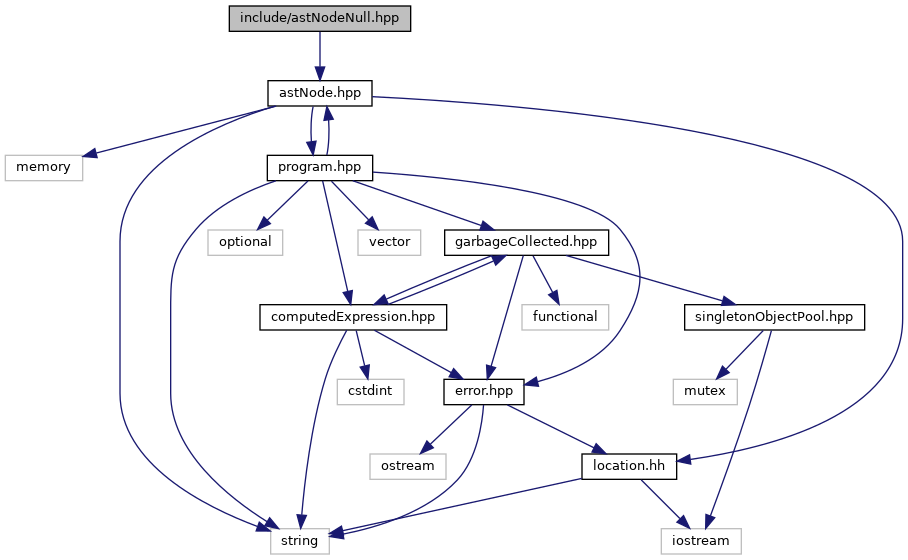 include/astNodeNull.hpp
astNode.hpp
memory
program.hpp
optional
vector
garbageCollected.hpp
computedExpression.hpp
functional
singletonObjectPool.hpp
cstdint
error.hpp
mutex
ostream
location.hh
string
iostream